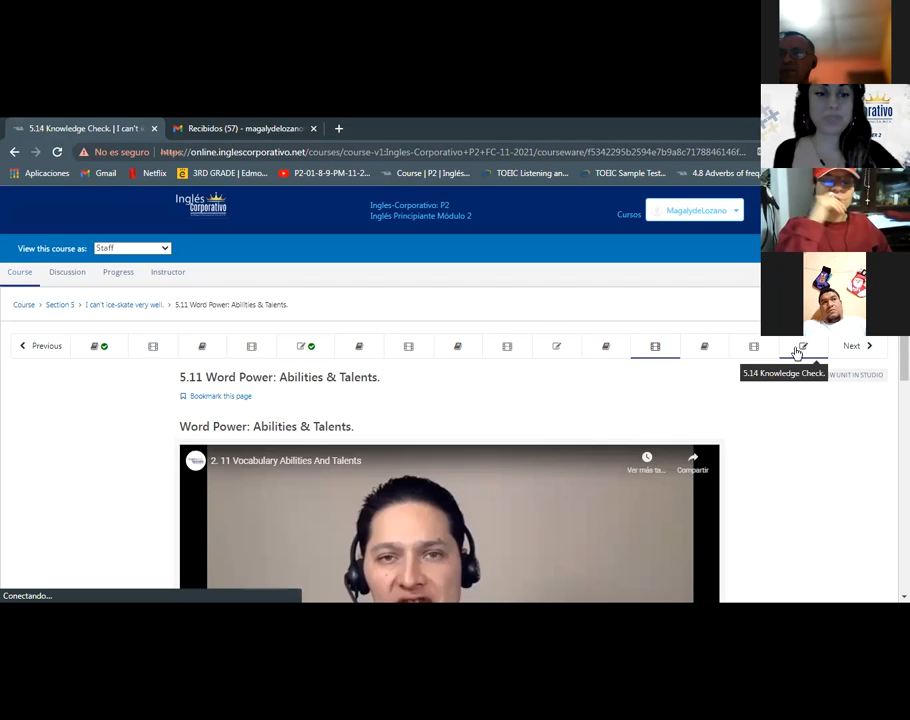 5.14 Knowledge Check. | I can't i
Recibidos (57) - magalydelozano
No es seguro
https://online.inglescorporativo.net/courses/course-v1:Ingles-Corporativo+P2+FC-11-2021/courseware/f5342295b2594e7b9a8c7178846146f...
Aplicaciones
Gmail
Netflix
3RD GRADE | Edmo...
P2-01-8-9-PM-11-2...
Course | P2 | Inglés...
TOEIC Listening an...
TOEIC Sample Test...
4.8 Adverbs of freq
Inglés
Corporativo
Ingles-Corporativo: P2
Inglés Principiante Módulo 2
Cursos
MagalydeLozano
View this course as:
Staff
Course
Discussion
Progress
Instructor
Course > Section 5 > I can't ice-skate very well. > 5.11 Word Power: Abilities & Talents.
Previous
Next
5.14 Knowledge Check.
W UNIT IN STUDIO
5.11 Word Power: Abilities & Talents.
Bookmark this page
Word Power: Abilities & Talents.
2. 11 Vocabulary Abilities And Talents
Ver más ta...
Compartir
Conectando...